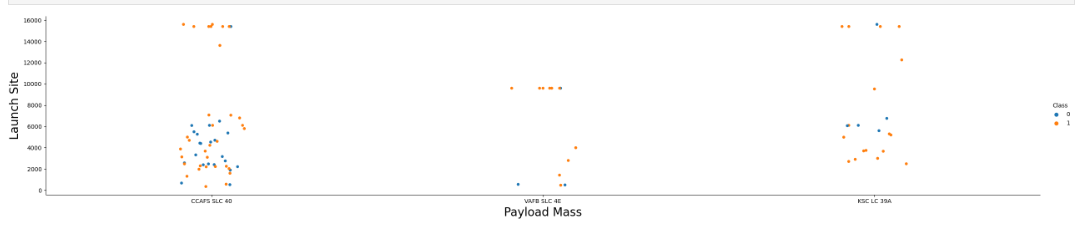 16000
14000
12000
10000
8000
6000
4000
2000
0
Launch Site
CCAFS SLC 40
VAFB SLC 4E
KSC LC 39A
Payload Mass
Class
0
1